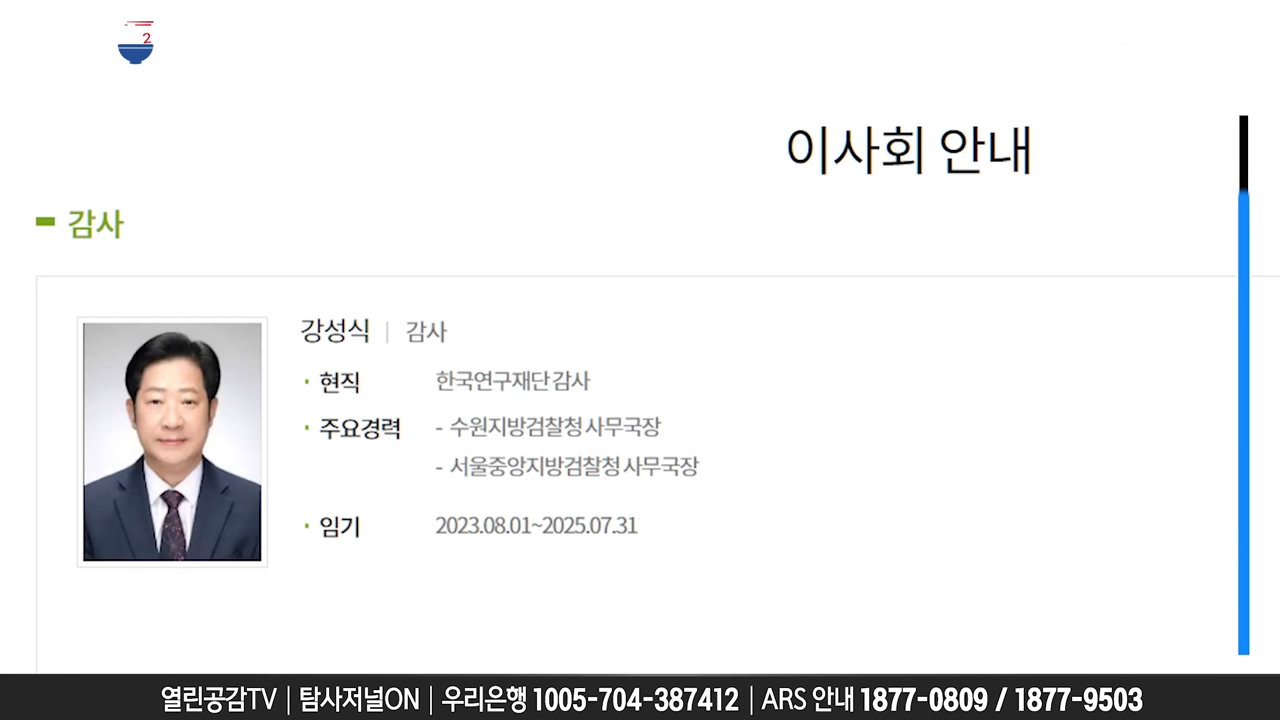 2
이사회 안내
감사
강성식 | 감사
· 현직 한국연구재단 감사
· 주요경력 - 수원지방검찰청 사무국장
- 서울중앙지방검찰청 사무국장
· 임기 2023.08.01~2025.07.31
열린공감TV | 탐사저널ON | 우리은행 1005-704-387412 | ARS 안내 1877-0809 / 1877-9503